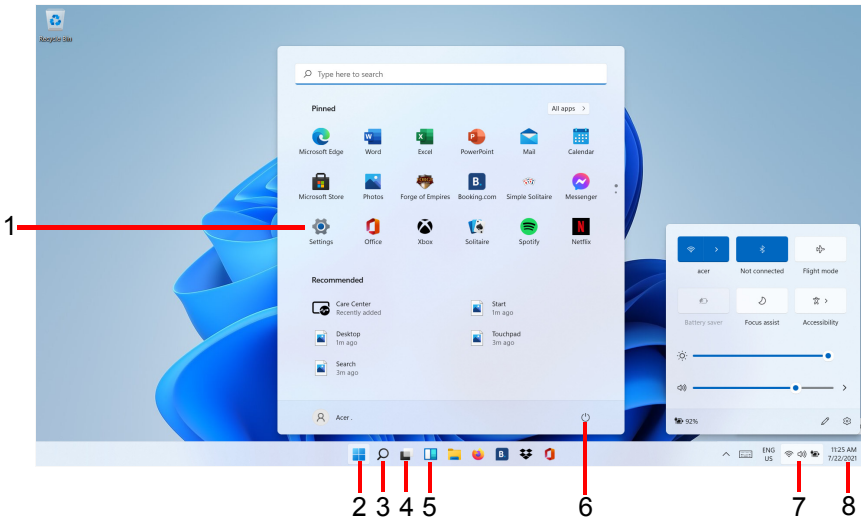 Recycle Bin
Type here to search
Pinned
All apps >
Microsoft Edge
Word
Excel
PowerPoint
Mail
Calendar
Microsoft Store
Photos
Forge of Empires
Booking.com
Simple Solitaire
Messenger
Settings
Office
Xbox
Solitaire
Spotify
Netflix
1
Recommended
Care Center
Recently added
Start
1m ago
Desktop
1m ago
Touchpad
3m ago
Search
3m ago
Acer .
acer
Not connected
Flight mode
Battery saver
Focus assist
Accessibility
92%
B.
ENG
US
11:25 AM
7/22/2021
2
3
4
5
6
7
8